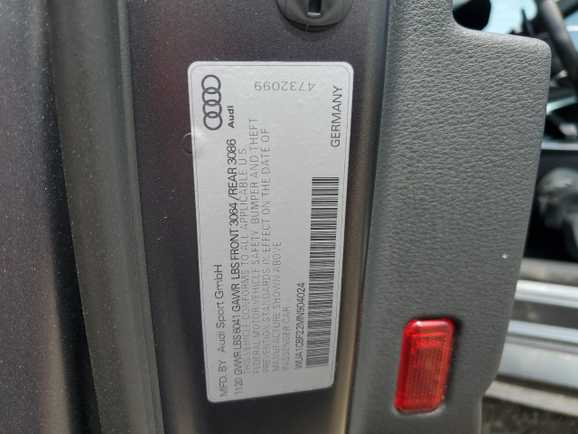 MFD. BY Audi Sport GmbH
11/20 GVWR LBS 6041 GAWR LBS FRONT 3064 / REAR 3086
THIS VEHICLE CONFORMS TO ALL APPLICABLE U.S.
FEDERAL MOTOR VEHICLE SAFETY, BUMPER AND THEFT
PREVENTION STANDARDS IN EFFECT ON THE DATE OF
MANUFACTURE SHOWN ABOVE
PASSENGER CAR
WUA1CBF22MN904024
Audi
4732099
GERMANY